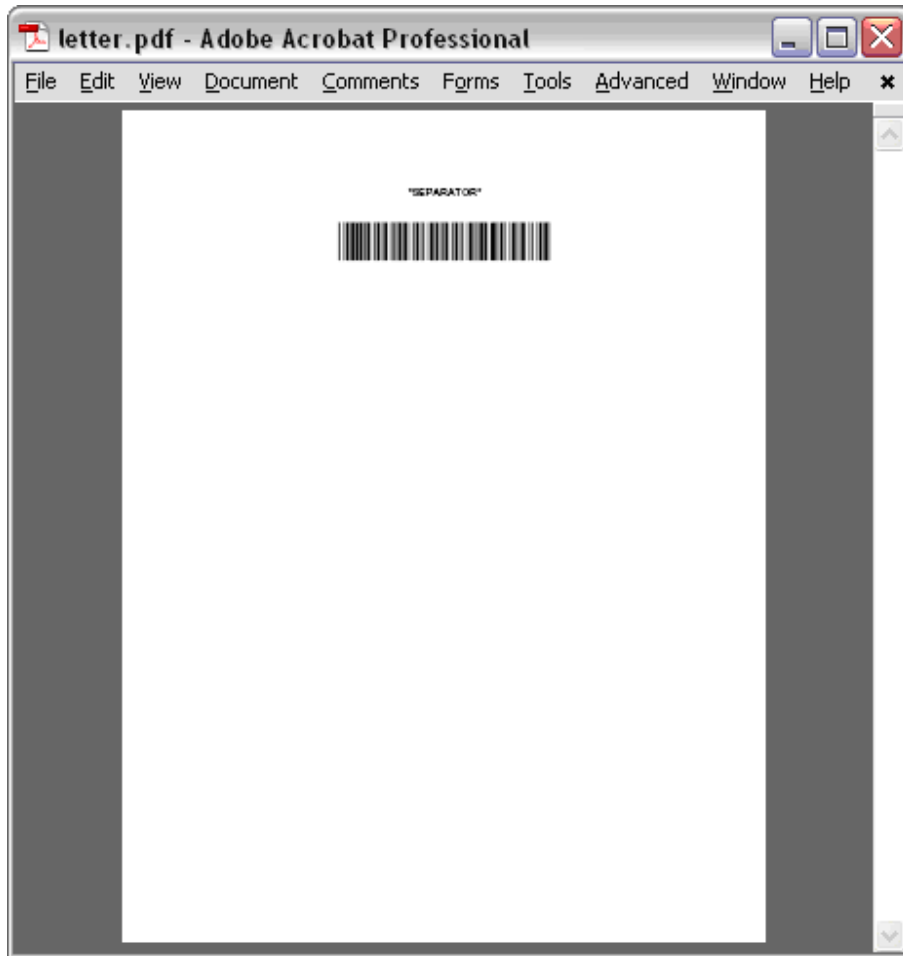 letter.pdf - Adobe Acrobat Professional
File Edit View Document Comments Forms Tools Advanced Window Help
*SEPARATOR*